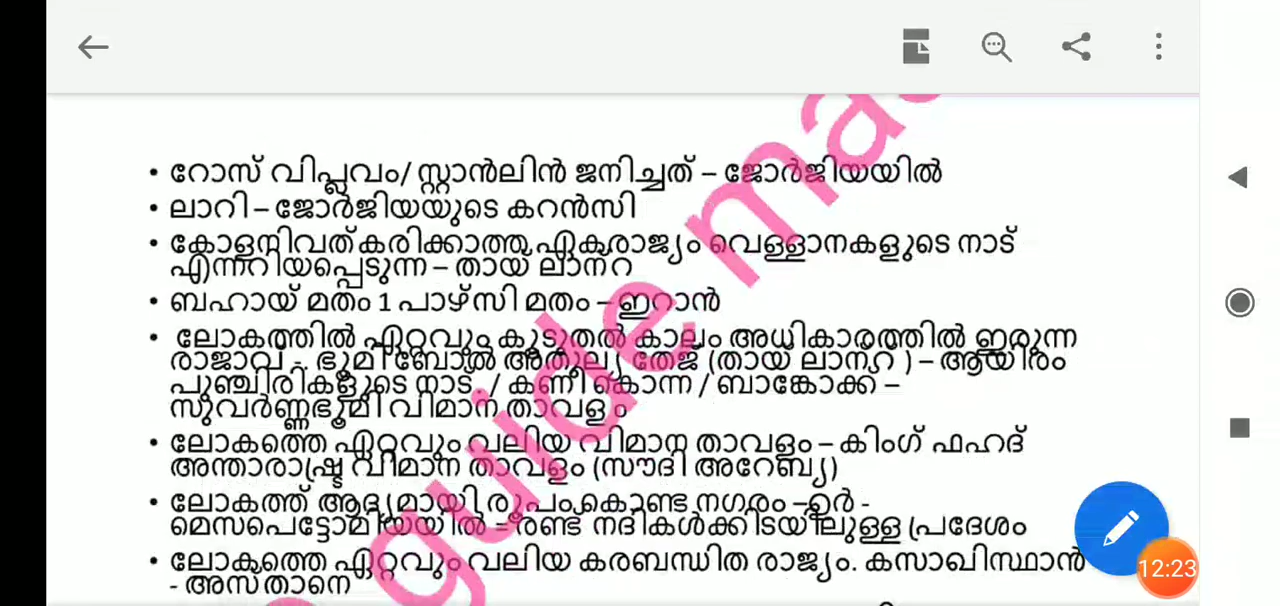 • റോസ് വിപ്ലവം/ സ്റ്റാൻലിൻ ജനിച്ചത് – ജോർജിയയിൽ
• ലാറി – ജോർജിയയുടെ കറൻസി
• കോളനിവത്കരിക്കാത്ത ഏകരാജ്യം വെള്ളാനകളുടെ നാട്
എന്നറിയപ്പെടുന്ന – തായ് ലാന്റ
• ബഹായ് മതം 1 പാഴ്സി മതം – ഇറാൻ
• ലോകത്തിൽ ഏറ്റവും കൂടുതൽ കാലം അധികാരത്തിൽ ഇരുന്ന
രാജാവ് - ഭൂമി ബോൽ അതുല്യ തേജ് (തായ് ലാന്റ് ) – ആയിരം
പുഞ്ചിരികളുടെ നാട് / കണി കൊന്ന / ബാങ്കോക്ക –
സുവർണ്ണഭൂമി വിമാന താവളം
• ലോകത്തെ ഏറ്റവും വലിയ വിമാന താവളം – കിംഗ് ഫഹദ്
അന്താരാഷ്ട്ര വിമാന താവളം (സൗദി അറേബ്യ)
• ലോകത്ത് ആദ്യമായി രൂപം കൊണ്ട നഗരം – ഉർ -
മെസപെട്ടോമിയയിൽ – രണ്ട് നദികൾക്കിടയിലുള്ള പ്രദേശം
• ലോകത്തെ ഏറ്റവും വലിയ കരബന്ധിത രാജ്യം. കസാഖിസ്ഥാൻ
- അസ്താനെ
guide
12:23